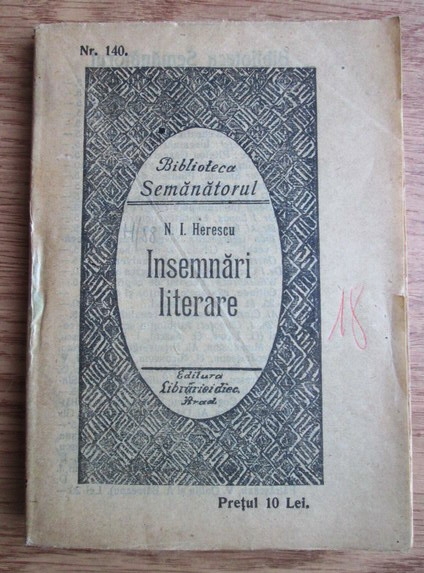 Nr. 140.
Biblioteca
Semănătorul
N. I. Herescu
Insemnări
literare
Editura
Librăriei diec.
Arad
Prețul 10 Lei.
18